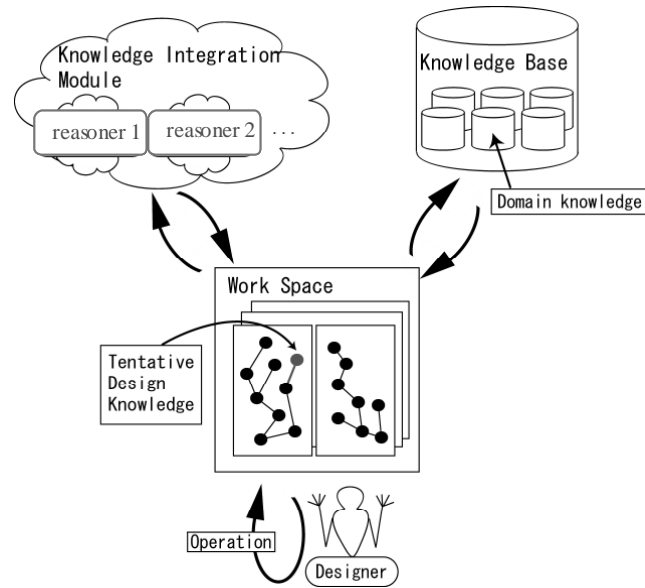 Knowledge Integration
Module
reasoner 1
reasoner 2
...
Knowledge Base
Domain knowledge
Work Space
Tentative
Design
Knowledge
Operation
Designer